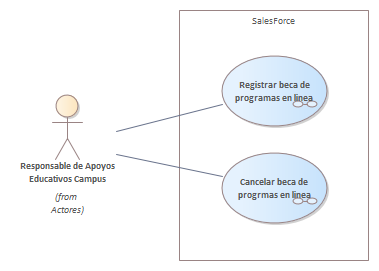 SalesForce
Registrar beca de
programas en linea
Responsable de Apoyos
Educativos Campus
(from
Actores)
Cancelar beca de
progrmas en linea